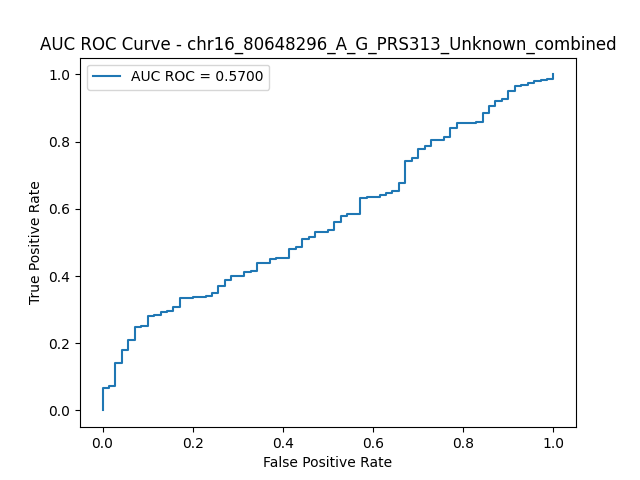 AUC ROC Curve - chr16_80648296_A_G_PRS313_Unknown_combined
AUC ROC = 0.5700
1.0
0.8
0.6
0.4
0.2
0.0
True Positive Rate
0.0 0.2 0.4 0.6 0.8 1.0
False Positive Rate